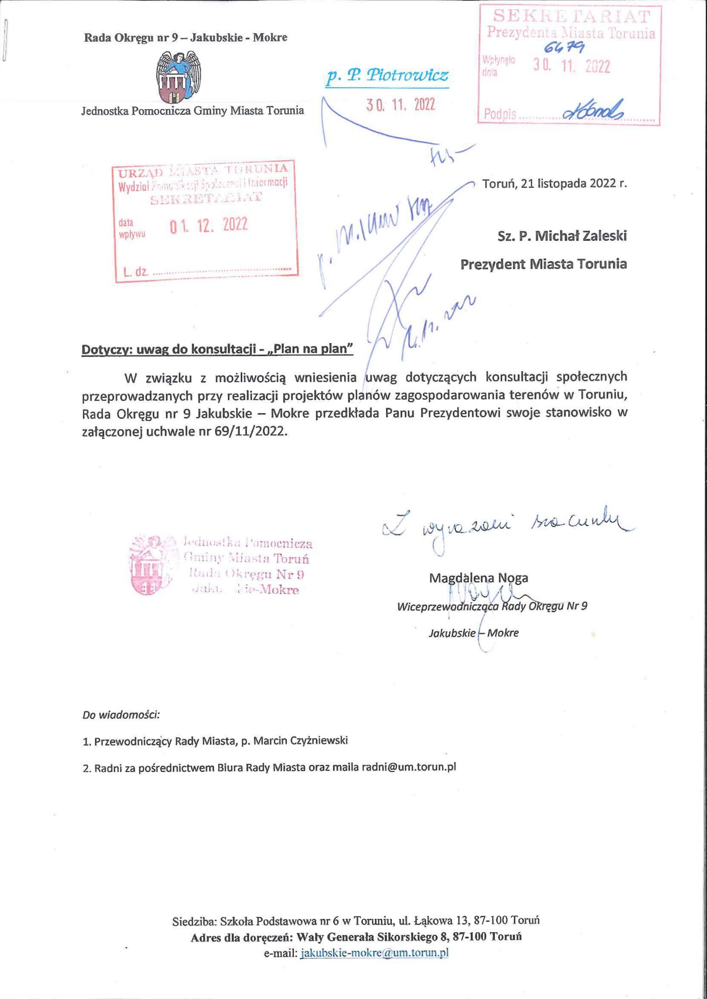 Rada Okręgu nr 9 – Jakubskie - Mokre
Jednostka Pomocnicza Gminy Miasta Torunia
p. P. Piotrowicz
30. 11. 2022
SEKRETARIAT
Prezydenta Miasta Torunia
6479
Wpłynęło
dnia 30. 11. 2022
Podpis
URZĄD MIASTA TORUNIA
Wydział Komunikacji Społecznej i Informacji
SEKRETARIAT
data
wpływu 01. 12. 2022
L. dz.
Toruń, 21 listopada 2022 r.
Sz. P. Michał Zaleski
Prezydent Miasta Torunia
Dotyczy: uwag do konsultacji - „Plan na plan”
W związku z możliwością wniesienia uwag dotyczących konsultacji społecznych
przeprowadzanych przy realizacji projektów planów zagospodarowania terenów w Toruniu,
Rada Okręgu nr 9 Jakubskie – Mokre przedkłada Panu Prezydentowi swoje stanowisko w
załączonej uchwale nr 69/11/2022.
Z wyrazami szacunku
Jednostka Pomocnicza
Gminy Miasta Toruń
Rada Okręgu Nr 9
Jakubskie-Mokre
Magdalena Noga
Wiceprzewodnicząca Rady Okręgu Nr 9
Jakubskie – Mokre
Do wiadomości:
1. Przewodniczący Rady Miasta, p. Marcin Czyżniewski
2. Radni za pośrednictwem Biura Rady Miasta oraz maila radni@um.torun.pl
Siedziba: Szkoła Podstawowa nr 6 w Toruniu, ul. Łąkowa 13, 87-100 Toruń
Adres dla doręczeń: Wały Generała Sikorskiego 8, 87-100 Toruń
e-mail: jakubskie-mokre@um.torun.pl